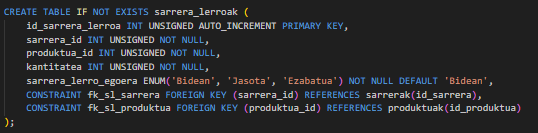 CREATE TABLE IF NOT EXISTS sarrera_lerroak (
    id_sarrera_lerroa INT UNSIGNED AUTO_INCREMENT PRIMARY KEY,
    sarrera_id INT UNSIGNED NOT NULL,
    produktua_id INT UNSIGNED NOT NULL,
    kantitatea INT UNSIGNED NOT NULL,
    sarrera_lerro_egoera ENUM('Bidean', 'Jasota', 'Ezabatua') NOT NULL DEFAULT 'Bidean',
    CONSTRAINT fk_sl_sarrera FOREIGN KEY (sarrera_id) REFERENCES sarrerak(id_sarrera),
    CONSTRAINT fk_sl_produktua FOREIGN KEY (produktua_id) REFERENCES produktuak(id_produktua)
);